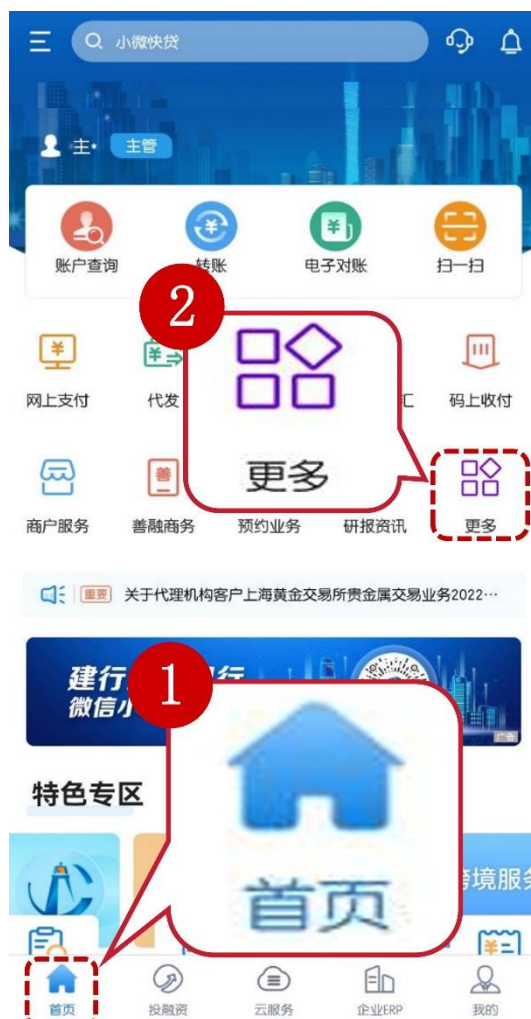 小微快贷
主* 主管
账户查询 转账 电子对账 扫一扫
2
网上支付 代发 汇 码上收付
更多
商户服务 善融商务 预约业务 研报资讯 更多
重要 关于代理机构客户上海黄金交易所贵金属交易业务2022…
建行 行
微信小
1
广告
特色专区
跨境服务
首页
首页 投融资 云服务 企业ERP 我的